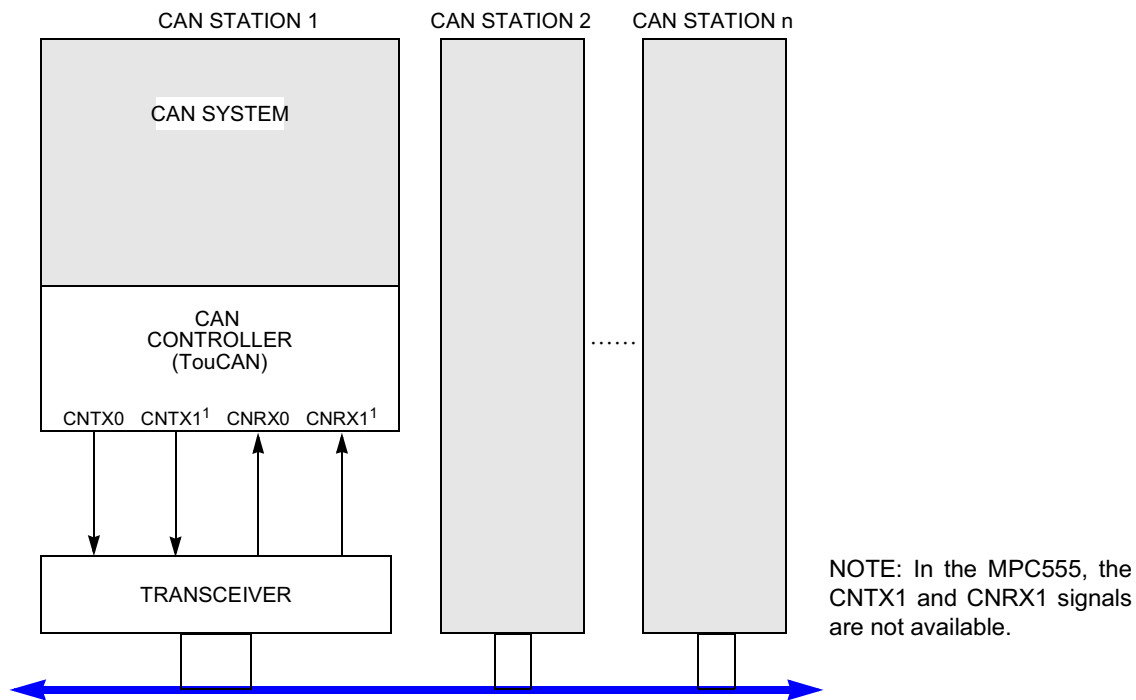 CAN STATION 1
CAN STATION 2
CAN STATION n
CAN SYSTEM
CAN
CONTROLLER
(TouCAN)
......
CNTX0 CNTX1¹ CNRX0 CNRX1¹
TRANSCEIVER
NOTE: In the MPC555, the
CNTX1 and CNRX1 signals
are not available.